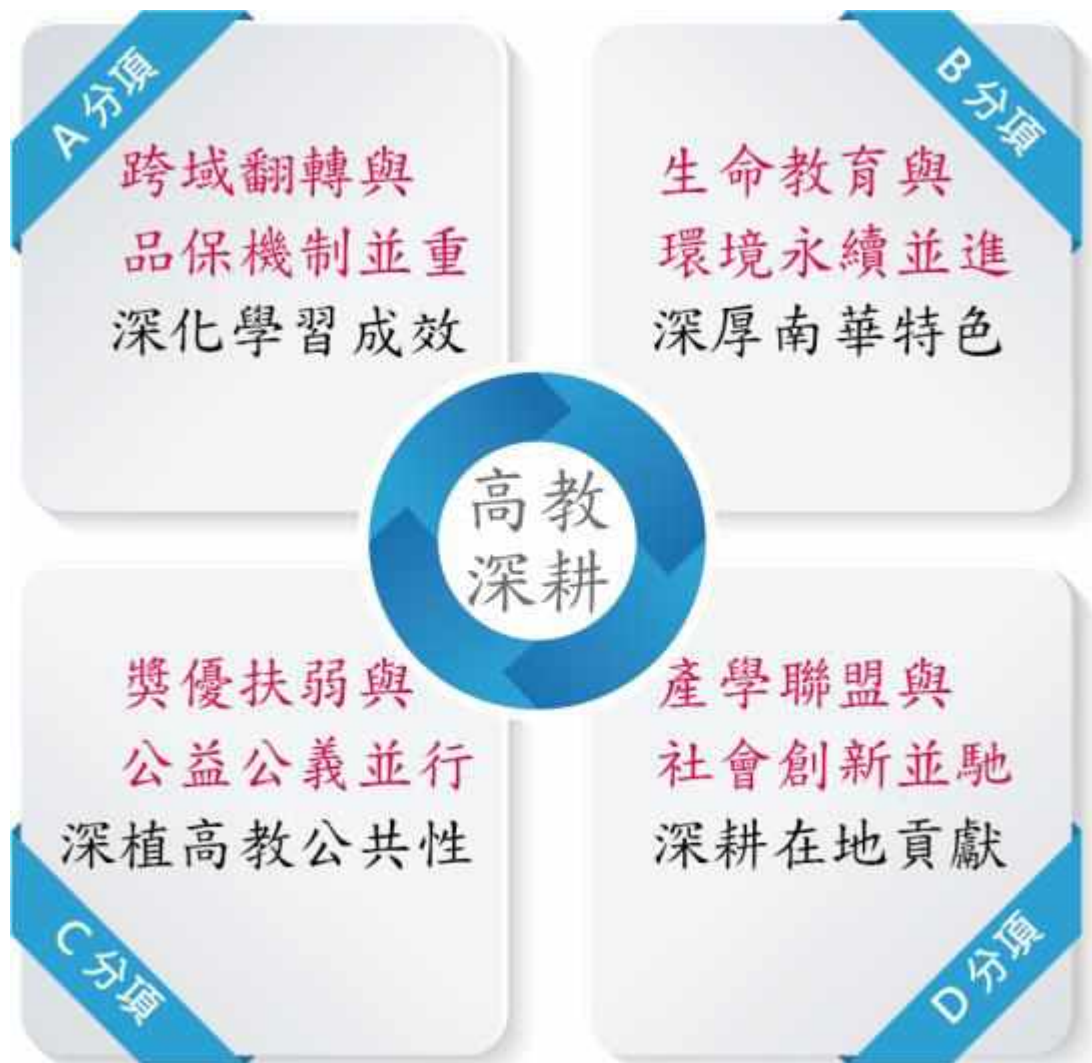 A 分項
跨域翻轉與
品保機制並重
深化學習成效
B 分項
生命教育與
環境永續並進
深厚南華特色
高教
深耕
獎優扶弱與
公益公義並行
深植高教公共性
C 分項
產學聯盟與
社會創新並馳
深耕在地貢獻
D 分項